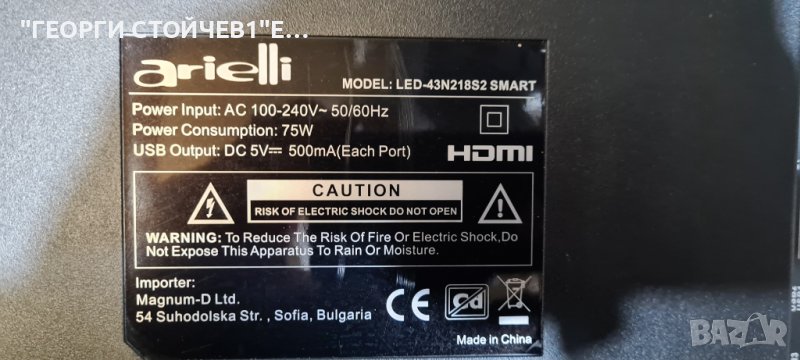 "ГЕОРГИ СТОЙЧЕВ1"Е...
arielli
MODEL: LED-43N218S2 SMART
Power Input: AC 100-240V~ 50/60Hz
Power Consumption: 75W
USB Output: DC 5V⎓ 500mA(Each Port)
HDMI
CAUTION
RISK OF ELECTRIC SHOCK DO NOT OPEN
WARNING: To Reduce The Risk Of Fire Or Electric Shock,Do
Not Expose This Apparatus To Rain Or Moisture.
Importer:
Magnum-D Ltd.
54 Suhodolska Str. , Sofia, Bulgaria
CE
Made in China
BAZAR